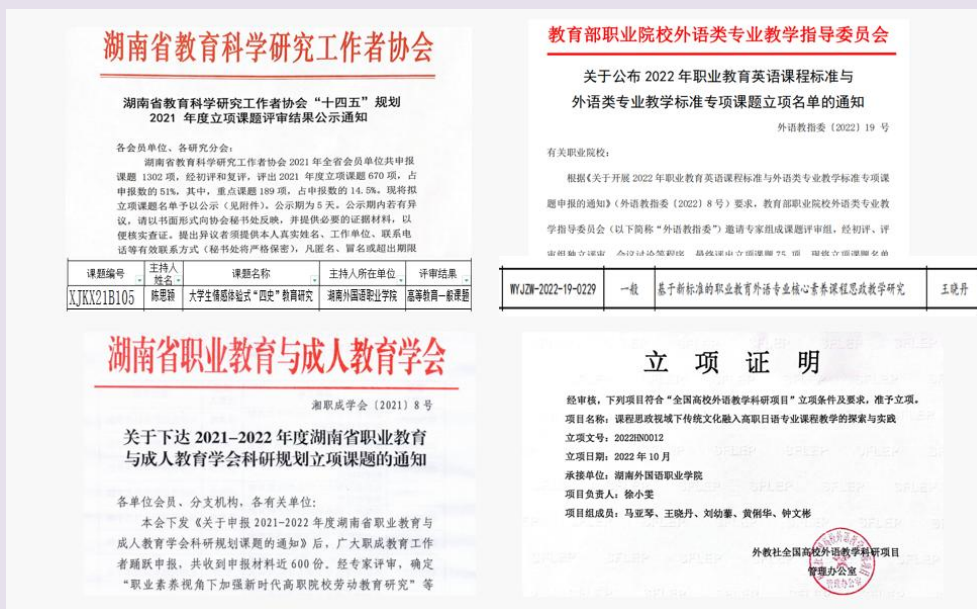 湖南省教育科学研究工作者协会
湖南省教育科学研究工作者协会“十四五”规划
2021 年度立项课题评审结果公示通知
各会员单位、各研究分会:
湖南省教育科学研究工作者协会 2021 年全省会员单位共申报
课题 1302 项,经初评和复评,评出 2021 年度立项课题 670 项,占
申报数的 51%,其中,重点课题 189 项,占申报数的 14.5%。现将拟
立项课题名单予以公示(见附件)。公示期为 5 天。公示期内若有异
议,请以书面形式向协会秘书处反映,并提供必要的证据材料,以
便核实查证。提出异议者须提供本人真实姓名、工作单位、联系电
话等有效联系方式(秘书处将严格保密),凡匿名、冒名或超出期限
课题编号 主持人姓名 课题名称 主持人所在单位 评审结果
XJKX21B105 陈思颖 大学生情感体验式“四史”教育研究 湖南外国语职业学院 高等教育一般课题
教育部职业院校外语类专业教学指导委员会
关于公布 2022 年职业教育英语课程标准与
外语类专业教学标准专项课题立项名单的通知
外语教指委〔2022〕19 号
有关职业院校:
根据《关于开展 2022 年职业教育英语课程标准与外语类专业教学标准专项课
题申报的通知》(外语教指委〔2022〕8 号)要求,教育部职业院校外语类专业教
学指导委员会(以下简称“外语教指委”)邀请专家组成课题评审组,经初评、评
审组独立评审、会议讨论等程序,最终评出立项课题 75 项,现将立项课题名单
WYJZW-2022-19-0229 一般 基于新标准的职业教育外语专业核心素养课程思政教学研究 王晓丹
湖南省职业教育与成人教育学会
湘职成学会〔2021〕8 号
关于下达 2021-2022 年度湖南省职业教育
与成人教育学会科研规划立项课题的通知
各单位会员、分支机构、各有关单位:
本会下发《关于申报 2021-2022 年度湖南省职业教育与
成人教育学会科研规划课题的通知》后,广大职成教育工作
者踊跃申报,共收到申报材料近 600 份。经专家评审,确定
“职业素养视角下加强新时代高职院校劳动教育研究”等
立 项 证 明
经审核,下列项目符合“全国高校外语教学科研项目”立项条件及要求,准予立项。
项目名称:课程思政视域下传统文化融入高职日语专业课程教学的探索与实践
立项文号:2022HN0012
立项日期:2022 年 10 月
承接单位:湖南外国语职业学院
项目负责人:徐小雯
项目组成员:马亚琴、王晓丹、刘幼蓁、黄俐华、钟文彬
外教社全国高校外语教学科研项目
管理办公室